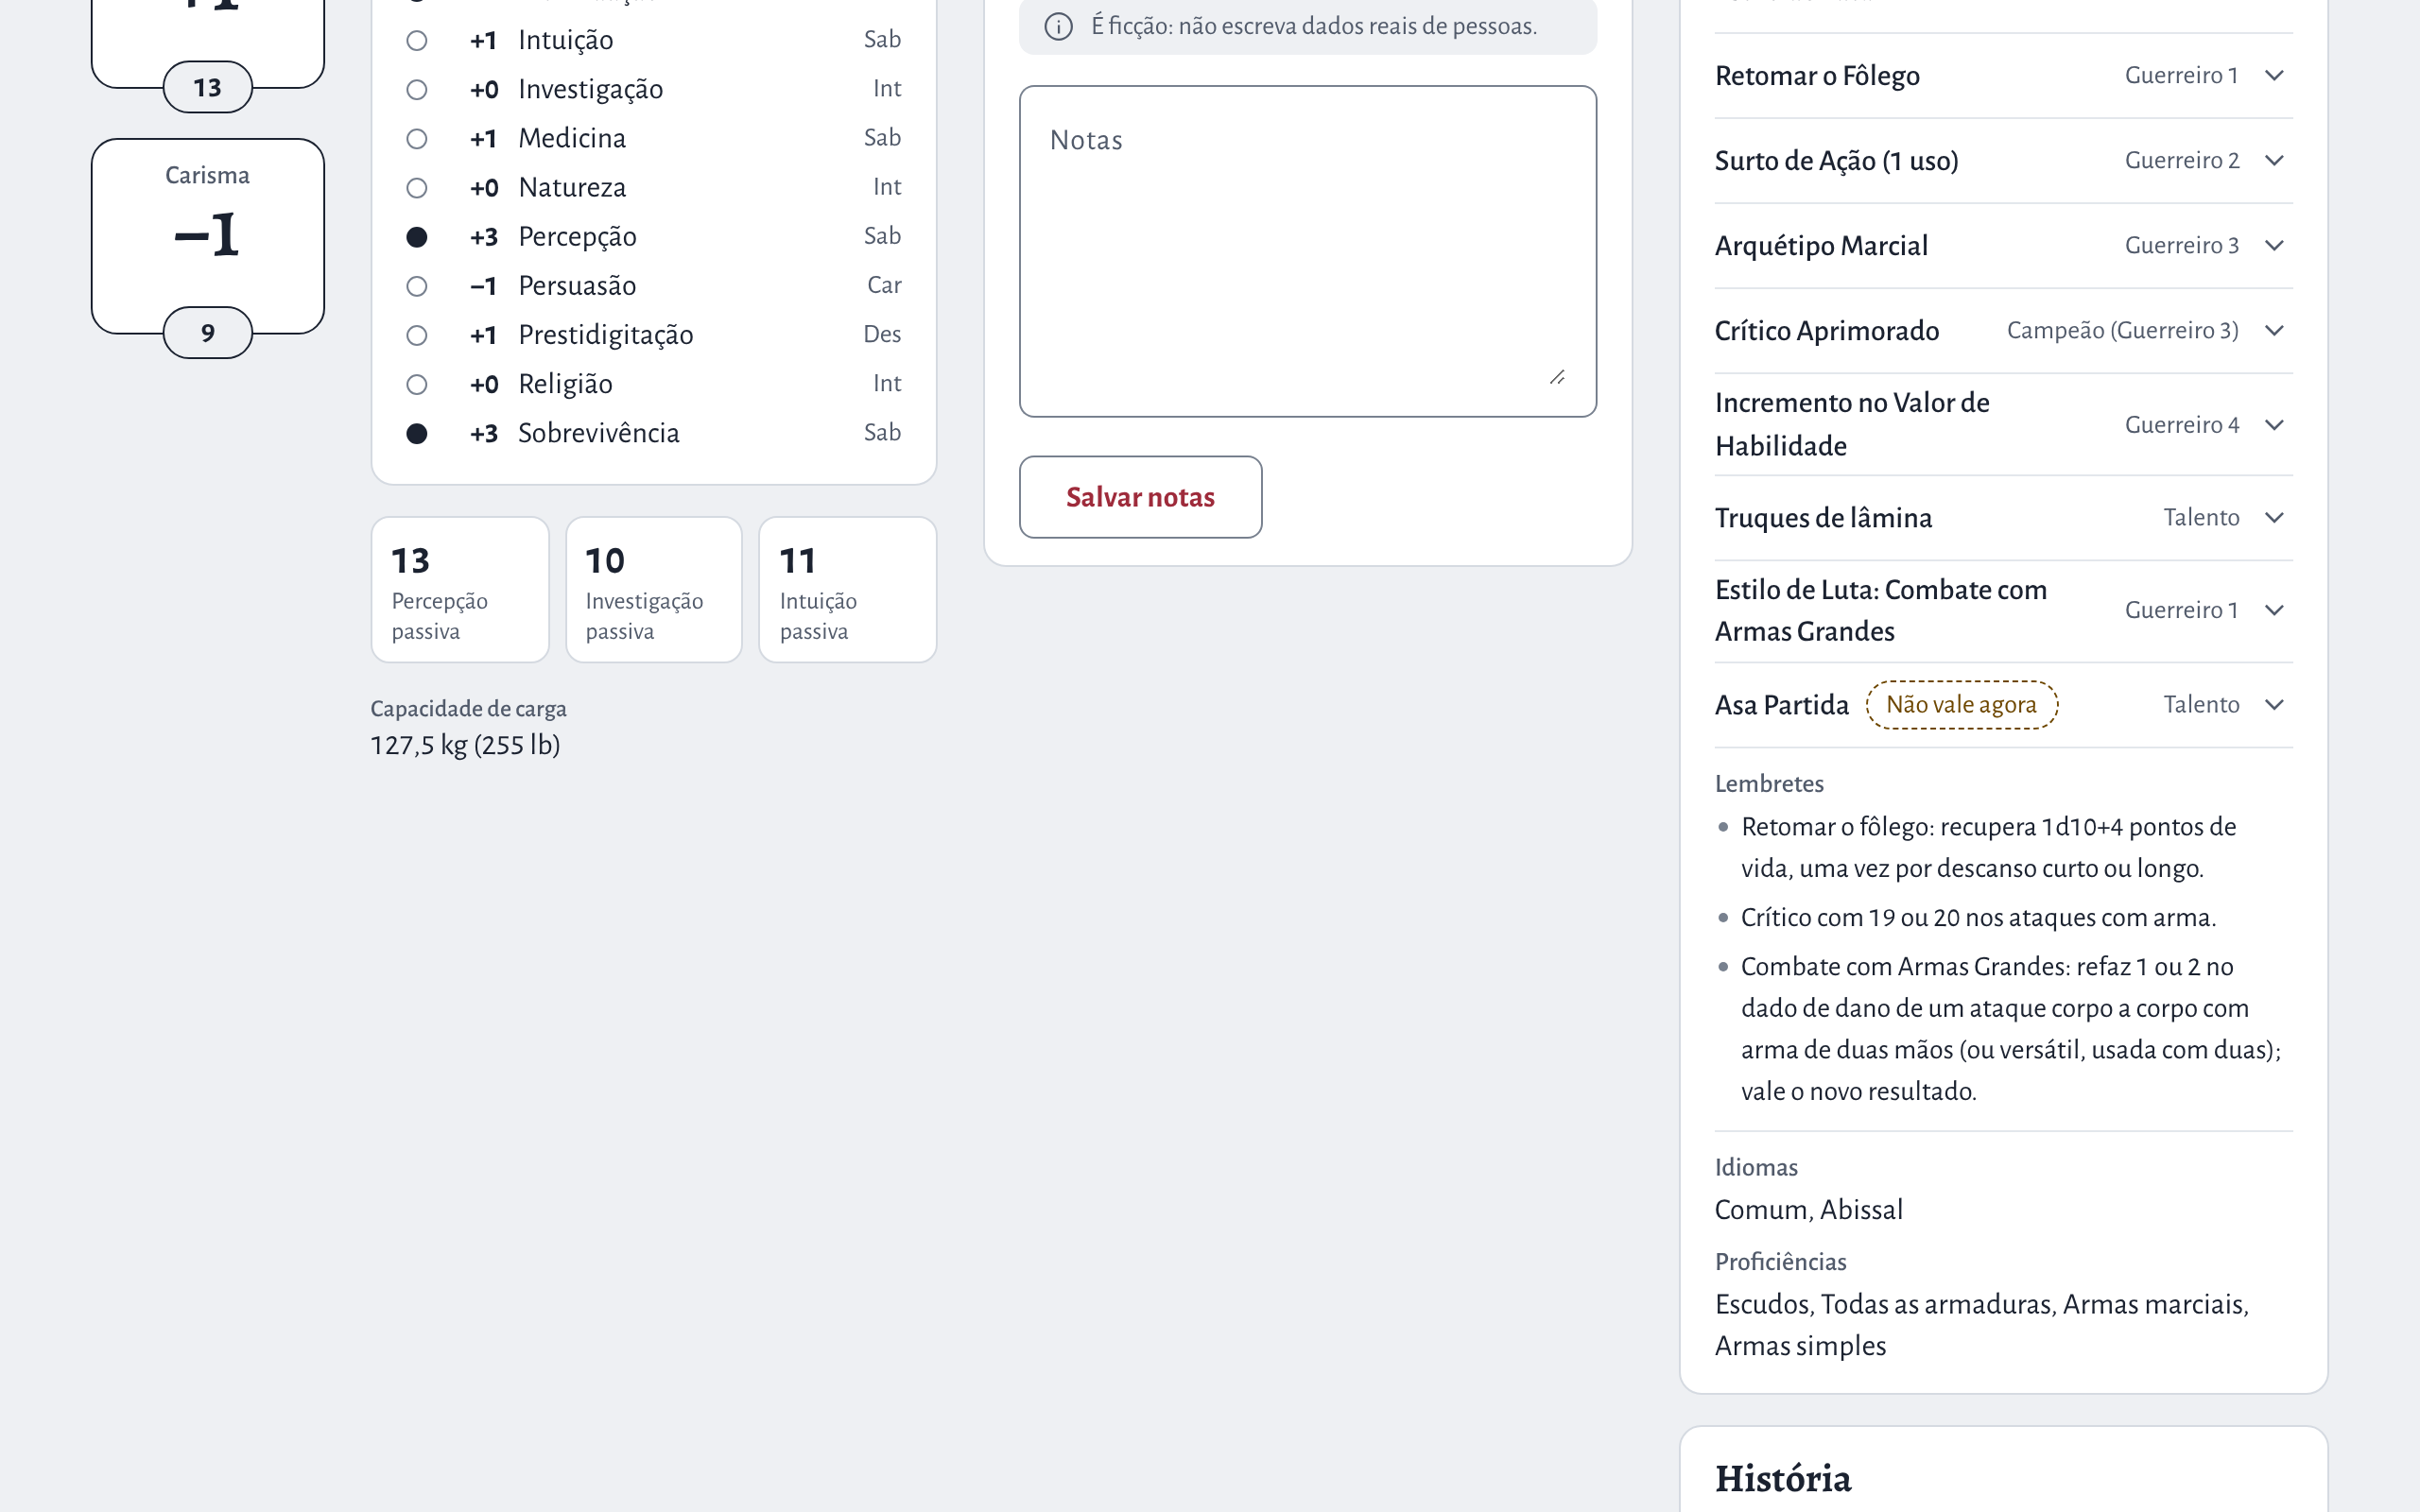 13
Carisma
–1
9
+1 Intuição Sab
+0 Investigação Int
+1 Medicina Sab
+0 Natureza Int
+3 Percepção Sab
–1 Persuasão Car
+1 Prestidigitação Des
+0 Religião Int
+3 Sobrevivência Sab
13
Percepção
passiva
10
Investigação
passiva
11
Intuição
passiva
Capacidade de carga
127,5 kg (255 lb)
É ficção: não escreva dados reais de pessoas.
Notas
Salvar notas
Retomar o Fôlego Guerreiro 1
Surto de Ação (1 uso) Guerreiro 2
Arquétipo Marcial Guerreiro 3
Crítico Aprimorado Campeão (Guerreiro 3)
Incremento no Valor de
Habilidade Guerreiro 4
Truques de lâmina Talento
Estilo de Luta: Combate com
Armas Grandes Guerreiro 1
Asa Partida Não vale agora Talento
Lembretes
Retomar o fôlego: recupera 1d10+4 pontos de
vida, uma vez por descanso curto ou longo.
Crítico com 19 ou 20 nos ataques com arma.
Combate com Armas Grandes: refaz 1 ou 2 no
dado de dano de um ataque corpo a corpo com
arma de duas mãos (ou versátil, usada com duas);
vale o novo resultado.
Idiomas
Comum, Abissal
Proficiências
Escudos, Todas as armaduras, Armas marciais,
Armas simples
História